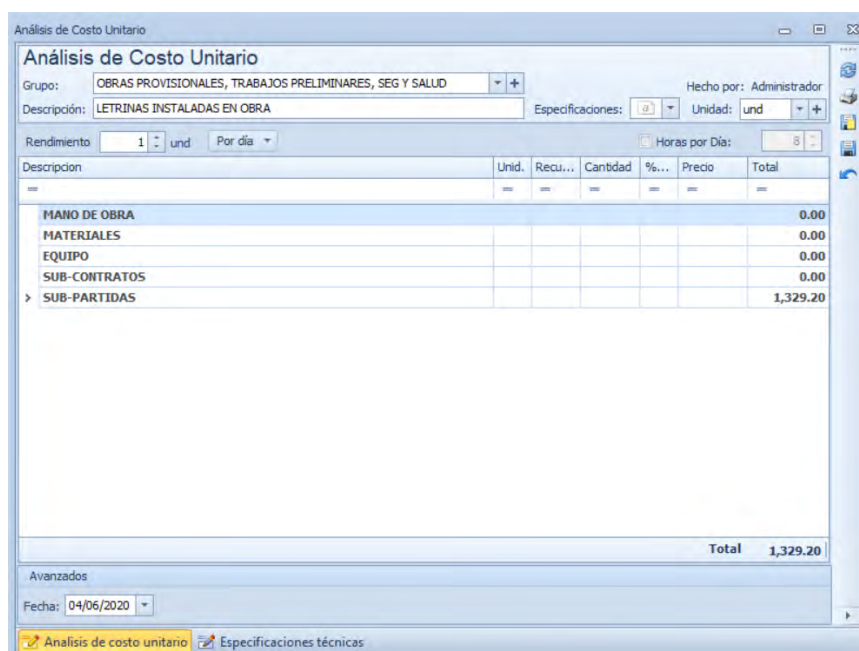 Análisis de Costo Unitario
Análisis de Costo Unitario
Grupo: OBRAS PROVISIONALES, TRABAJOS PRELIMINARES, SEG Y SALUD Hecho por: Administrador
Descripción: LETRINAS INSTALADAS EN OBRA Especificaciones: a Unidad: und
Rendimiento 1 und Por día Horas por Día: 8
Descripcion Unid. Recu... Cantidad %... Precio Total
= = = = = = =
MANO DE OBRA 0.00
MATERIALES 0.00
EQUIPO 0.00
SUB-CONTRATOS 0.00
SUB-PARTIDAS 1,329.20
Total 1,329.20
Avanzados
Fecha: 04/06/2020
Analisis de costo unitario Especificaciones técnicas